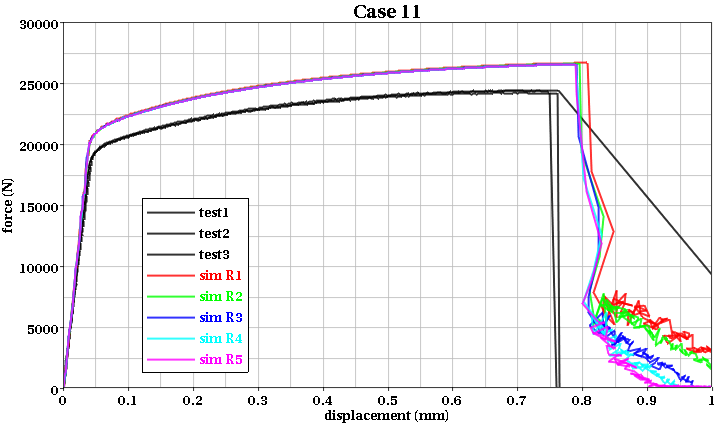 Case 11
30000
25000
20000
15000
10000
5000
0
force (N)
test1
test2
test3
sim R1
sim R2
sim R3
sim R4
sim R5
0 0.1 0.2 0.3 0.4 0.5 0.6 0.7 0.8 0.9 1
displacement (mm)